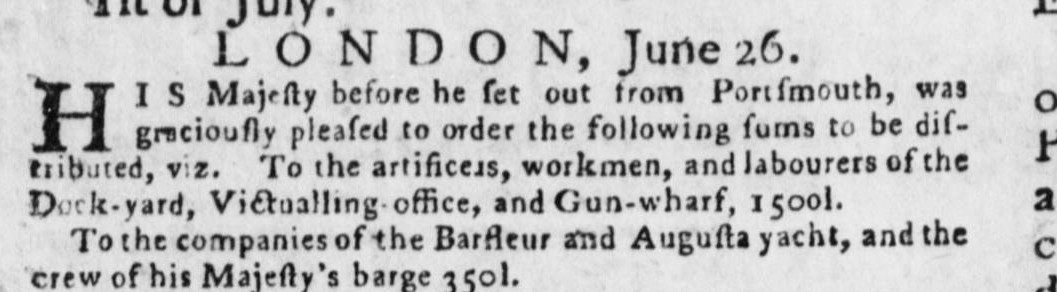 LONDON, June 26.
HIS Majeſty before he ſet out from Portſmouth, was
graciouſly pleaſed to order the following ſums to be diſ-
tributed, viz. To the artificers, workmen, and labourers of the
Dock-yard, Victualling-office, and Gun-wharf, 1500l.
To the companies of the Barfleur and Auguſta yacht, and the
crew of his Majeſty's barge 350l.